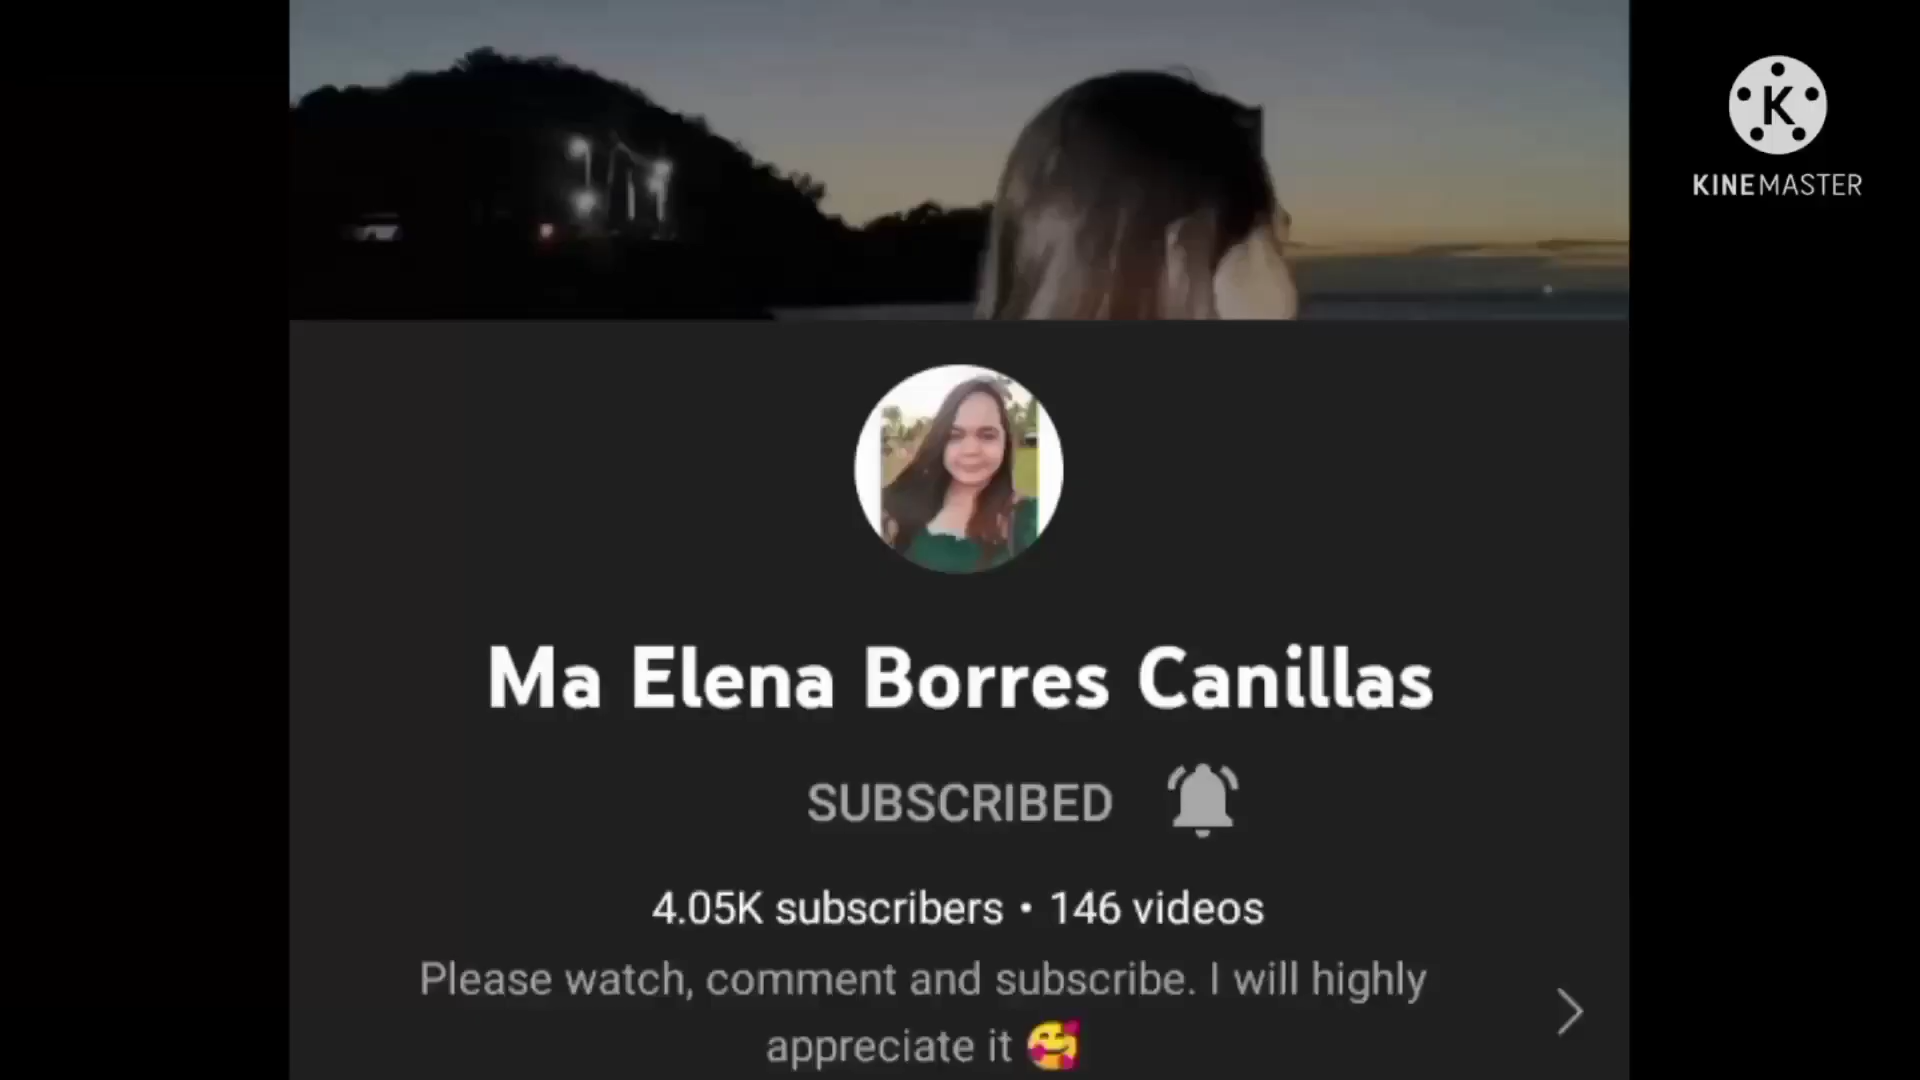 K
KINEMASTER
Ma Elena Borres Canillas
SUBSCRIBED
4.05K subscribers • 146 videos
Please watch, comment and subscribe. I will highly
appreciate it 🥰